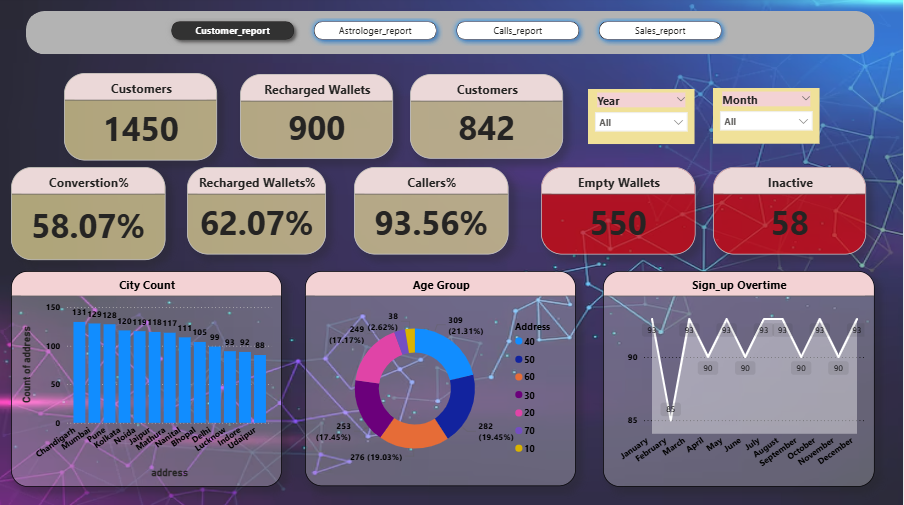 Customer_report
Astrologer_report
Calls_report
Sales_report
Customers
1450
Recharged Wallets
900
Customers
842
Year
All
Month
All
Converstion%
58.07%
Recharged Wallets%
62.07%
Callers%
93.56%
Empty Wallets
550
Inactive
58
City Count
Count of address
150
100
50
0
131
129
128
120
119
118
117
111
105
99
93
92
88
Chandigarh
Mumbai
Pune
Kolkata
Noida
Jaipur
Mathura
Nanital
Bhopal
Delhi
Lucknow
Indore
Udaipur
address
Age Group
309
(21.31%)
282
(19.45%)
276 (19.03%)
253
(17.45%)
249
(17.17%)
38
(2.62%)
Address
40
50
60
30
20
70
10
Sign_up Overtime
90
85
93
85
93
90
93
90
93
93
90
93
90
93
January
February
March
April
May
June
July
August
September
October
November
December